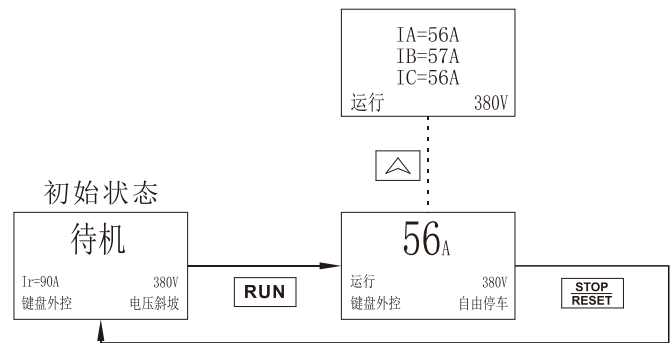 IA=56A
IB=57A
IC=56A
运行 380V
初始状态
待机
Ir=90A 380V
键盘外控 电压斜坡
RUN
56A
运行 380V
键盘外控 自由停车
STOP
RESET